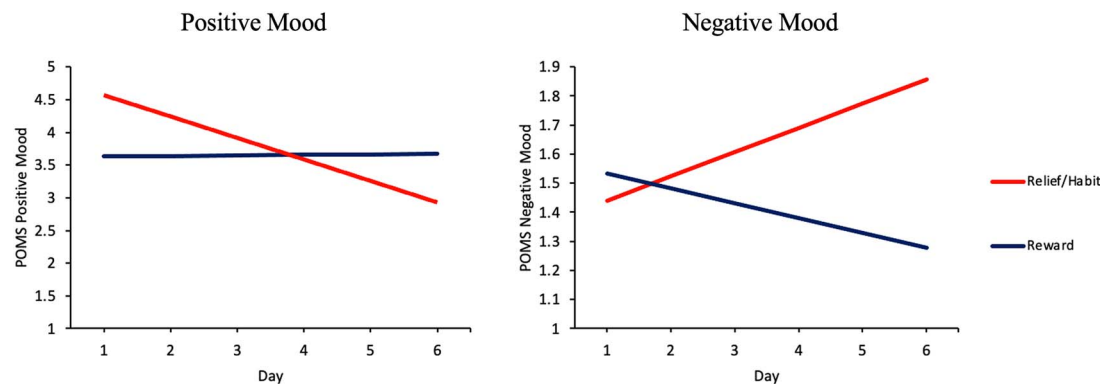 Positive Mood
POMS Positive Mood
5
4.5
4
3.5
3
2.5
2
1.5
1
1 2 3 4 5 6
Day
Negative Mood
POMS Negative Mood
1.9
1.8
1.7
1.6
1.5
1.4
1.3
1.2
1.1
1
1 2 3 4 5 6
Day
Relief/Habit
Reward